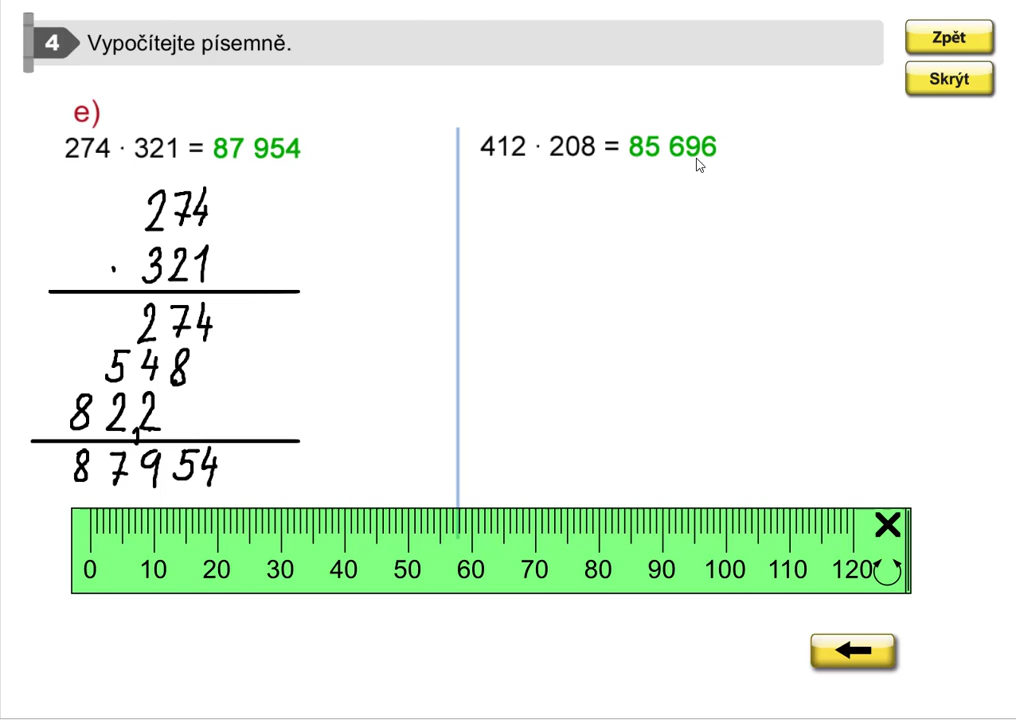 4 Vypočítejte písemně.
Zpět
Skrýt
e)
274 · 321 = 87 954
274
· 321
274
548
822
87954
412 · 208 = 85 696
0 10 20 30 40 50 60 70 80 90 100 110 120